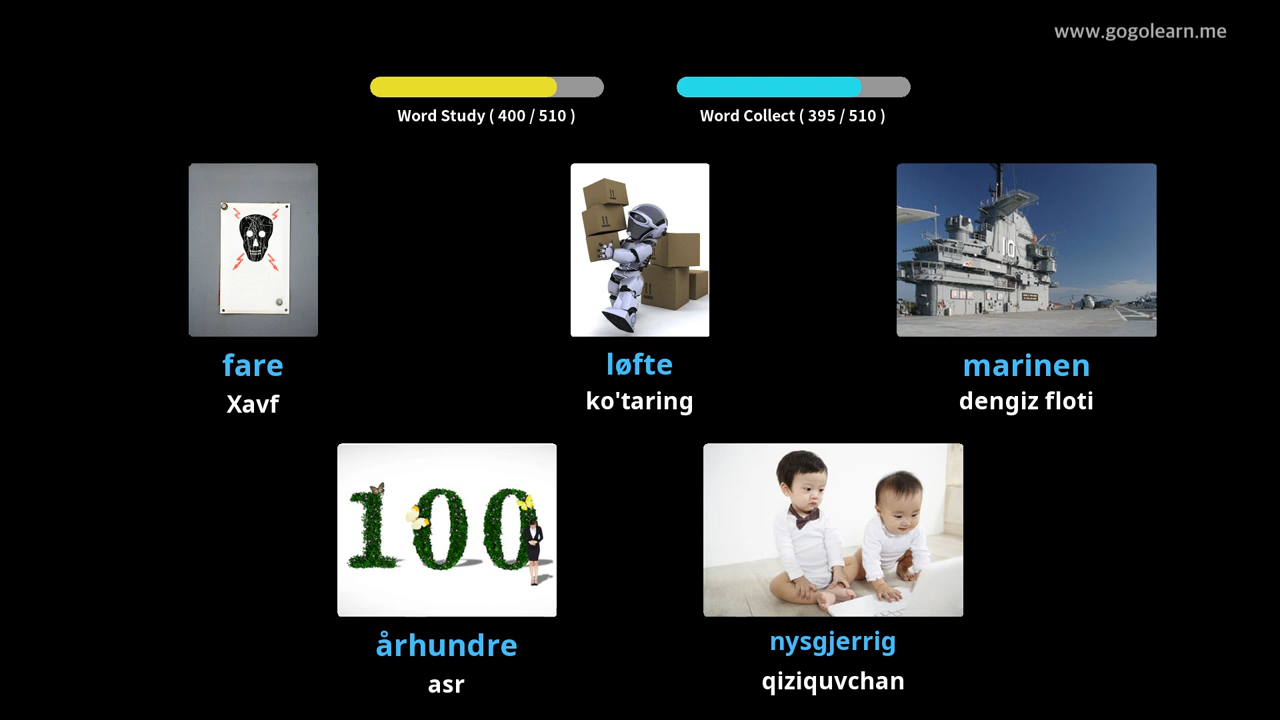 www.gogolearn.me
Word Study ( 400 / 510 )
Word Collect ( 395 / 510 )
16
fare
Xavf
løfte
ko'taring
marinen
dengiz floti
100
århundre
asr
nysgjerrig
qiziquvchan